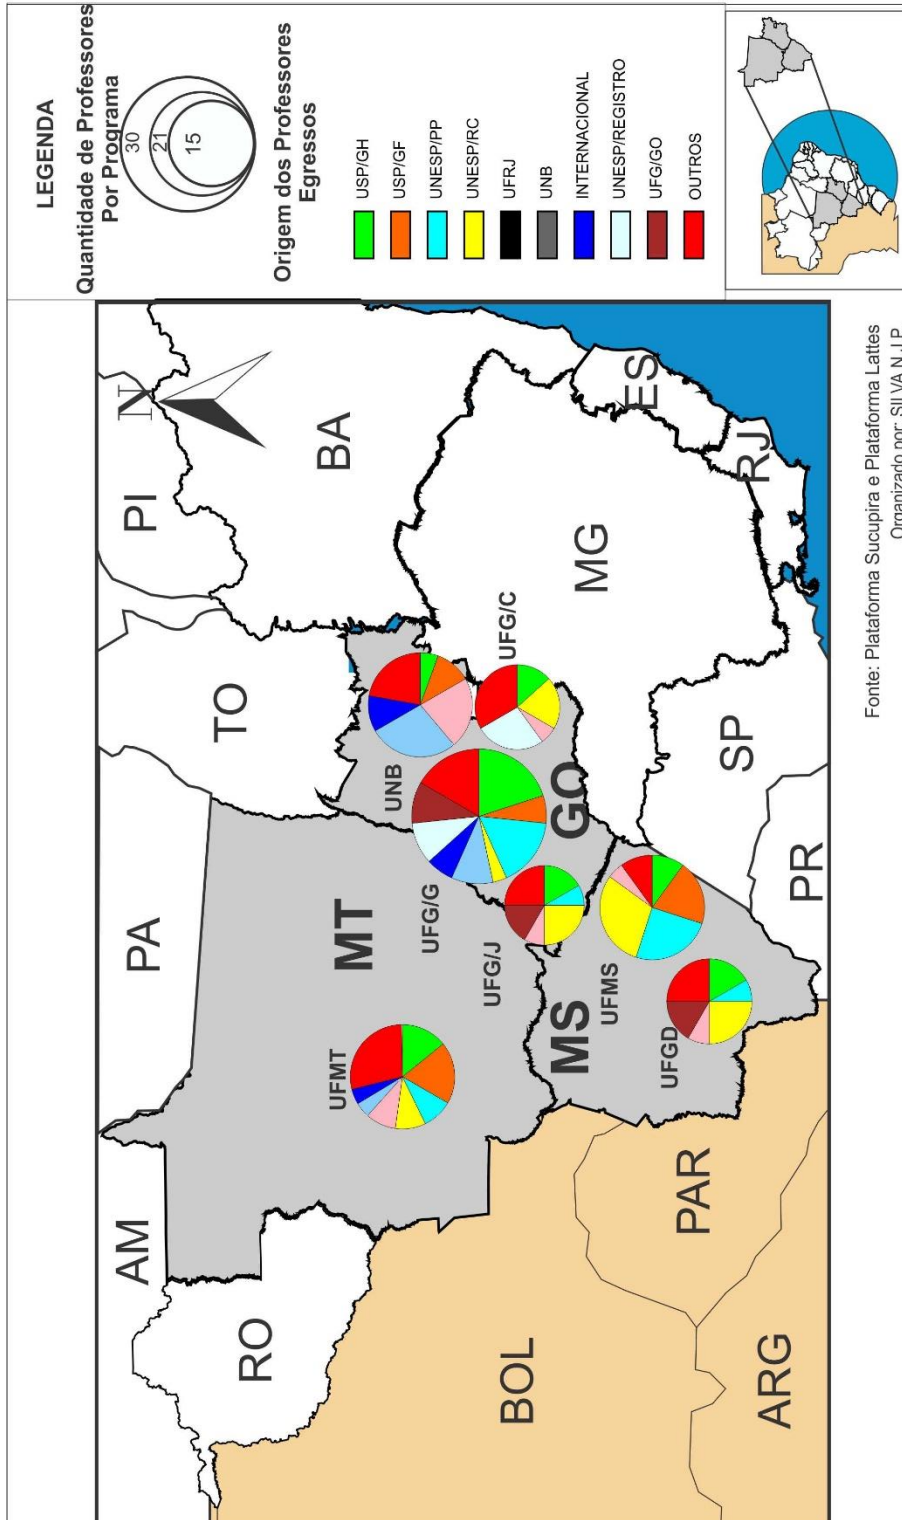 LEGENDA
Quantidade de Professores
Por Programa
30
21
15
Origem dos Professores
Egressos
USP/GH
USP/GF
UNESP/PP
UNESP/RC
UFRJ
UNB
INTERNACIONAL
UNESP/REGISTRO
UFG/GO
OUTROS
N
AM
PA
TO
PI
BA
RO
MT
UFMT
UFG/G
UNB
UFG/J
GO
UFG/C
MG
ES
RJ
BOL
MS
UFMS
UFGD
SP
PAR
PR
ARG
Fonte: Plataforma Sucupira e Plataforma Lattes
Organizado por: SILVA,N.J.P